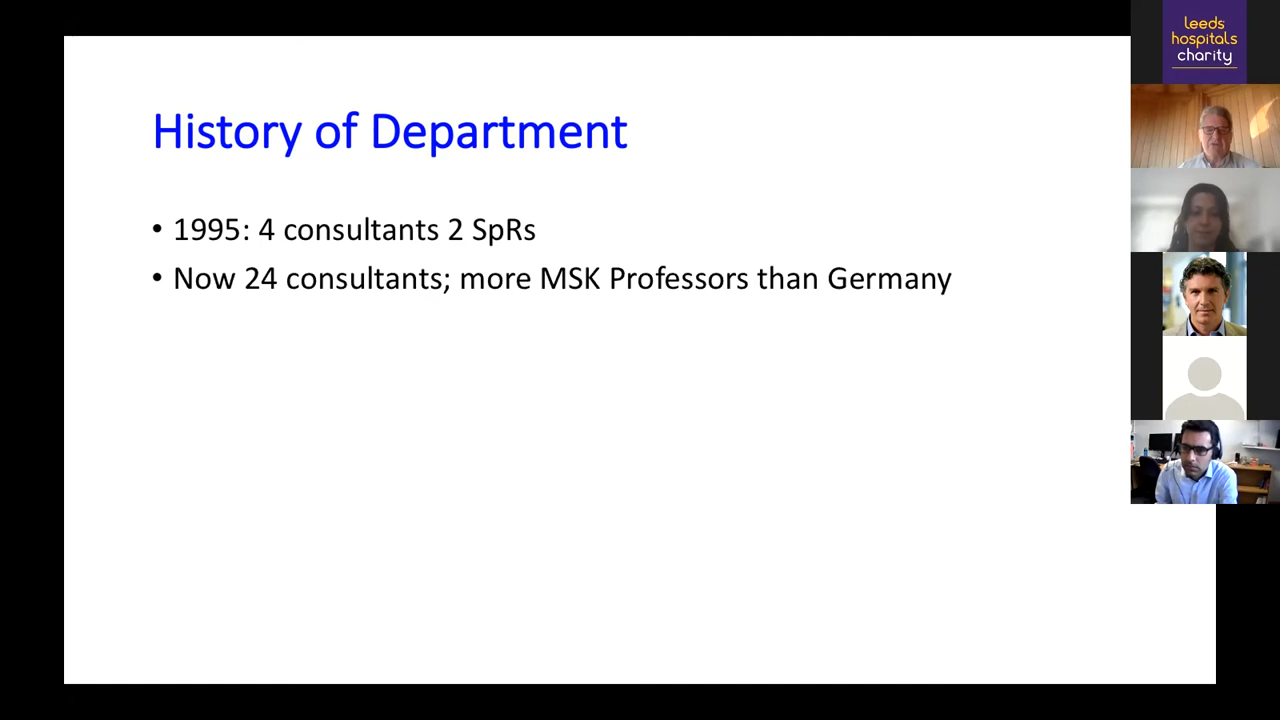 History of Department
• 1995: 4 consultants 2 SpRs
• Now 24 consultants; more MSK Professors than Germany
leeds
hospitals
charity